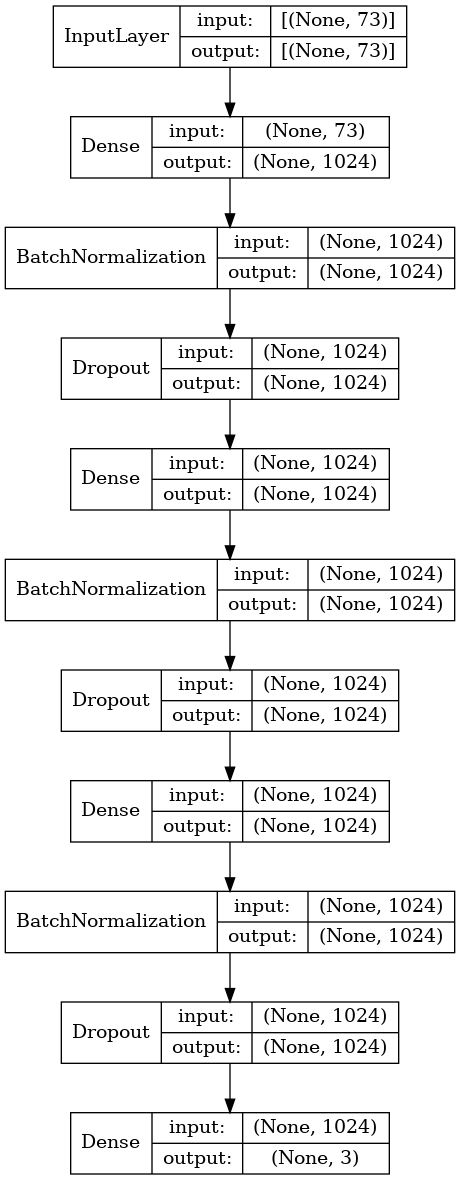 InputLayer
input: [(None, 73)]
output: [(None, 73)]
Dense
input: (None, 73)
output: (None, 1024)
BatchNormalization
input: (None, 1024)
output: (None, 1024)
Dropout
input: (None, 1024)
output: (None, 1024)
Dense
input: (None, 1024)
output: (None, 1024)
BatchNormalization
input: (None, 1024)
output: (None, 1024)
Dropout
input: (None, 1024)
output: (None, 1024)
Dense
input: (None, 1024)
output: (None, 1024)
BatchNormalization
input: (None, 1024)
output: (None, 1024)
Dropout
input: (None, 1024)
output: (None, 1024)
Dense
input: (None, 1024)
output: (None, 3)